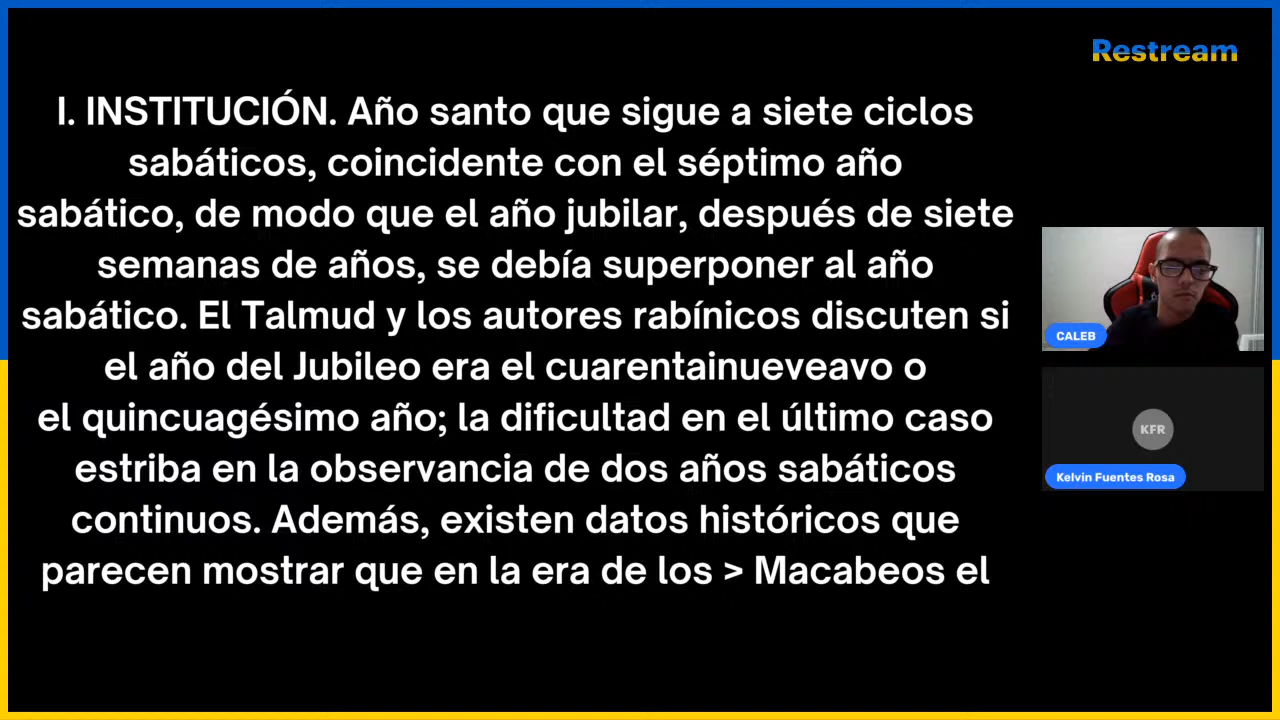 Restream
I. INSTITUCIÓN. Año santo que sigue a siete ciclos
sabáticos, coincidente con el séptimo año
sabático, de modo que el año jubilar, después de siete
semanas de años, se debía superponer al año
sabático. El Talmud y los autores rabínicos discuten si
el año del Jubileo era el cuarentainueveavo o
el quincuagésimo año; la dificultad en el último caso
estriba en la observancia de dos años sabáticos
continuos. Además, existen datos históricos que
parecen mostrar que en la era de los > Macabeos el
CALEB
KFR
Kelvin Fuentes Rosa